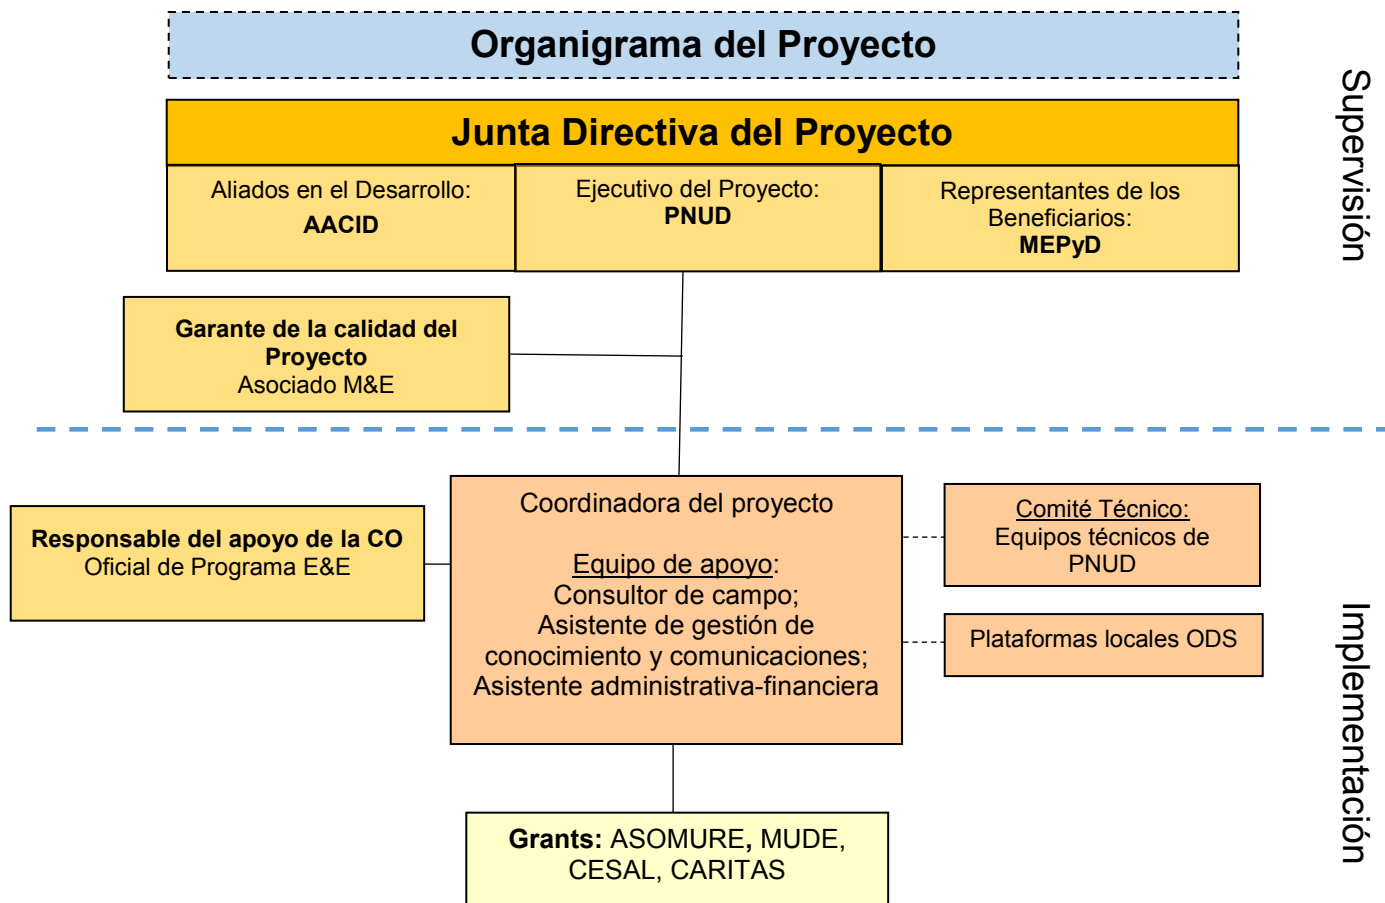 Organigrama del Proyecto
Supervisión
Junta Directiva del Proyecto
Aliados en el Desarrollo:
AACID
Ejecutivo del Proyecto:
PNUD
Representantes de los
Beneficiarios:
MEPyD
Garante de la calidad del
Proyecto
Asociado M&E
Responsable del apoyo de la CO
Oficial de Programa E&E
Coordinadora del proyecto
Equipo de apoyo:
Consultor de campo;
Asistente de gestión de
conocimiento y comunicaciones;
Asistente administrativa-financiera
Comité Técnico:
Equipos técnicos de
PNUD
Plataformas locales ODS
Implementación
Grants: ASOMURE, MUDE,
CESAL, CARITAS